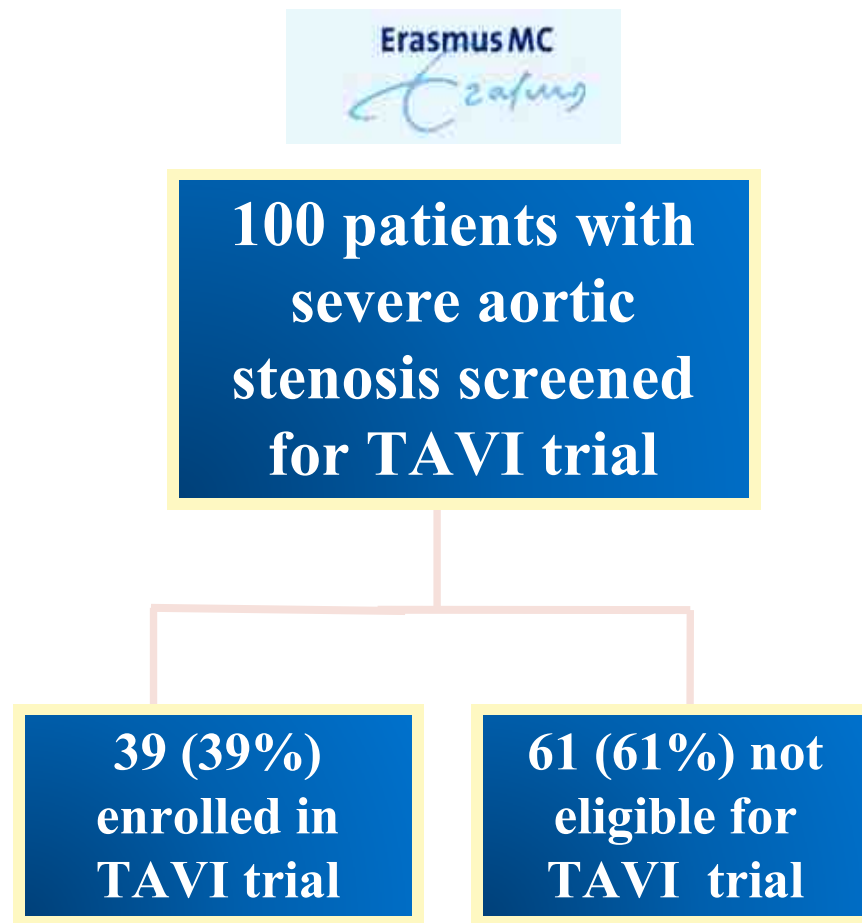 Erasmus MC
Erasmus
100 patients with
severe aortic
stenosis screened
for TAVI trial
39 (39%)
enrolled in
TAVI trial
61 (61%) not
eligible for
TAVI trial